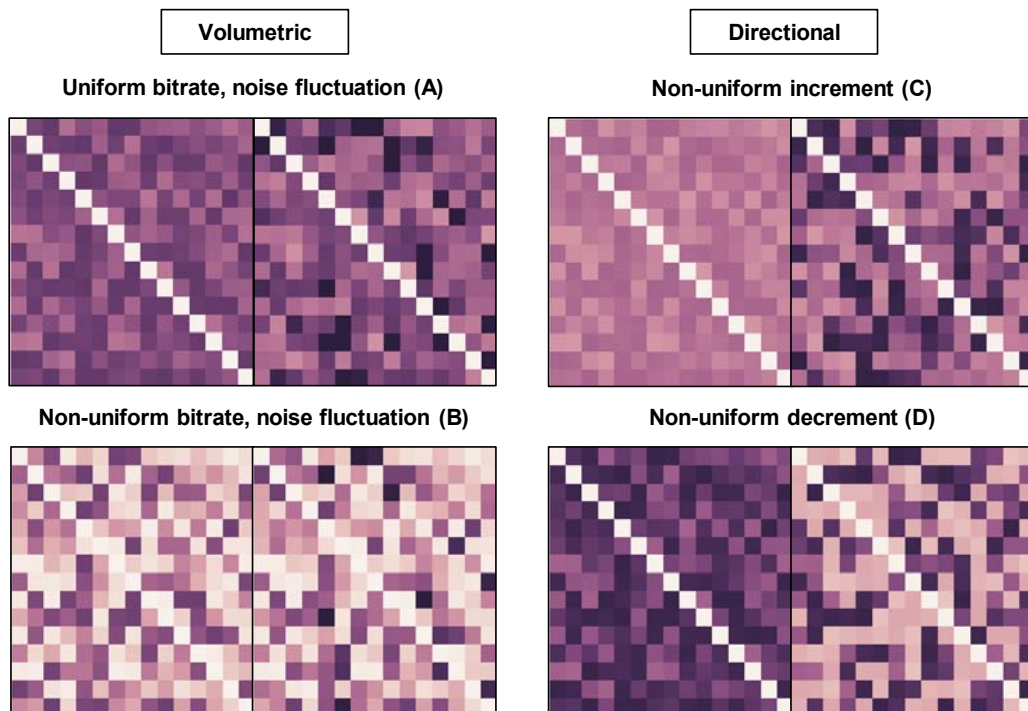 Volumetric
Directional
Uniform bitrate, noise fluctuation (A)
Non-uniform increment (C)
Non-uniform bitrate, noise fluctuation (B)
Non-uniform decrement (D)